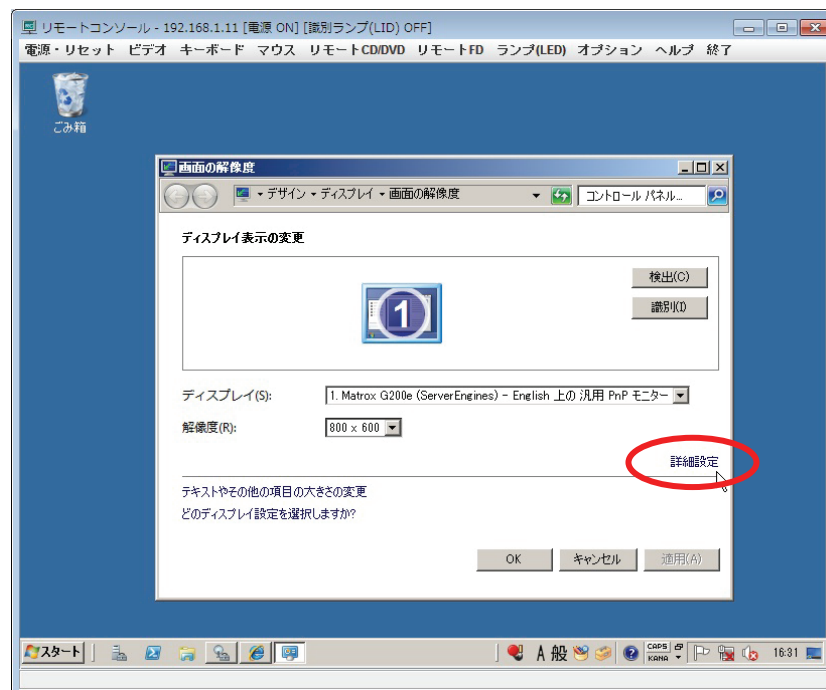 リモートコンソール - 192.168.1.11 [電源 ON] [識別ランプ(LID) OFF]
電源・リセット ビデオ キーボード マウス リモートCD/DVD リモートFD ランプ(LED) オプション ヘルプ 終了
ごみ箱
画面の解像度
デザイン ディスプレイ 画面の解像度 コントロール パネル...
ディスプレイ表示の変更
検出(C)
識別(I)
1
ディスプレイ(S): 1. Matrox G200e (ServerEngines) - English 上の 汎用 PnP モニター
解像度(R): 800 x 600
詳細設定
テキストやその他の項目の大きさの変更
どのディスプレイ設定を選択しますか?
OK キャンセル 適用(A)
スタート A 般 CAPS KANA 16:31